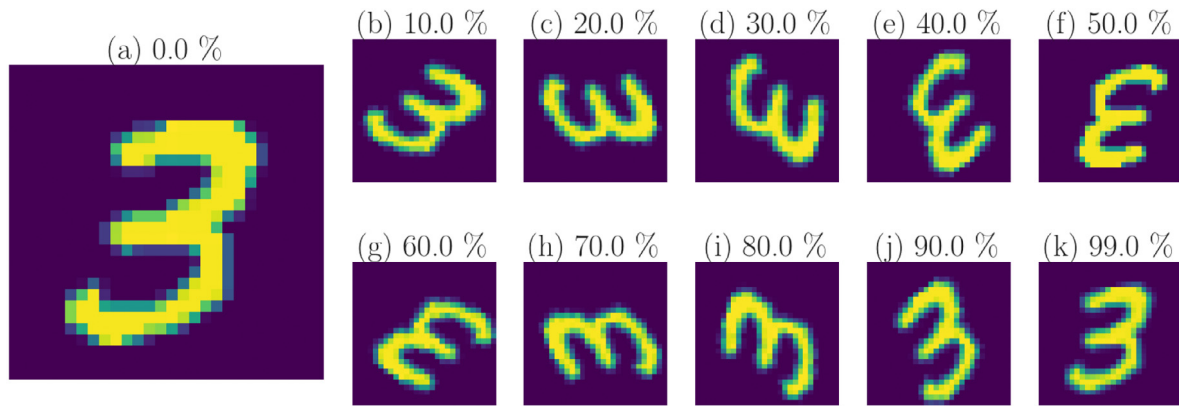 (a) 0.0 %
(b) 10.0 %
(c) 20.0 %
(d) 30.0 %
(e) 40.0 %
(f) 50.0 %
(g) 60.0 %
(h) 70.0 %
(i) 80.0 %
(j) 90.0 %
(k) 99.0 %
3